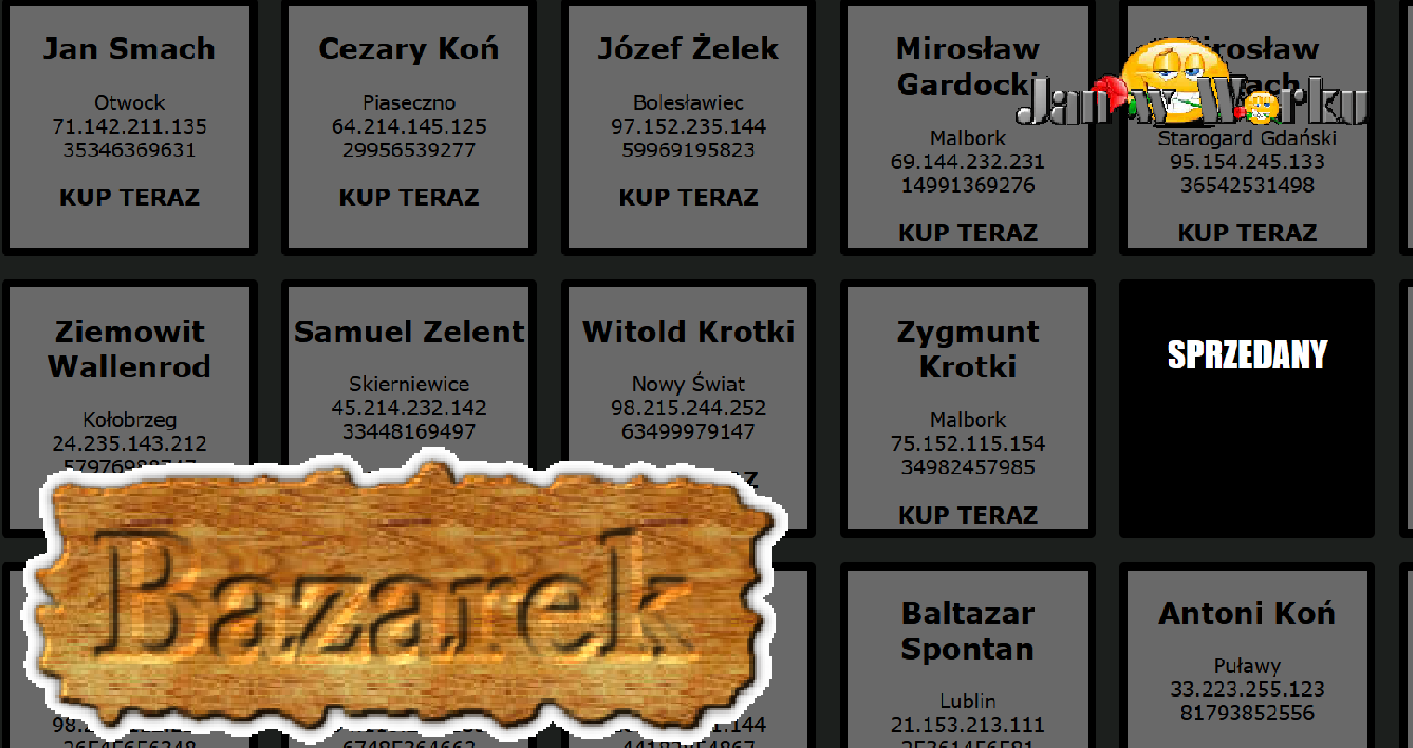 Jan Smach
Otwock
71.142.211.135
35346369631
KUP TERAZ
Cezary Koń
Piaseczno
64.214.145.125
29956539277
KUP TERAZ
Józef Żelek
Bolesławiec
97.152.235.144
59969195823
KUP TERAZ
Mirosław
Gardocki
Malbork
69.144.232.231
14991369276
KUP TERAZ
Jan w Worku
Starogard Gdański
95.154.245.133
36542531498
KUP TERAZ
Ziemowit
Wallenrod
Kołobrzeg
24.235.143.212
Samuel Zelent
Skierniewice
45.214.232.142
33448169497
Witold Krotki
Nowy Świat
98.215.244.252
63499979147
Zygmunt
Krotki
Malbork
75.152.115.154
34982457985
KUP TERAZ
SPRZEDANY
Bazarek
Baltazar
Spontan
Lublin
21.153.213.111
Antoni Koń
Puławy
33.223.255.123
81793852556